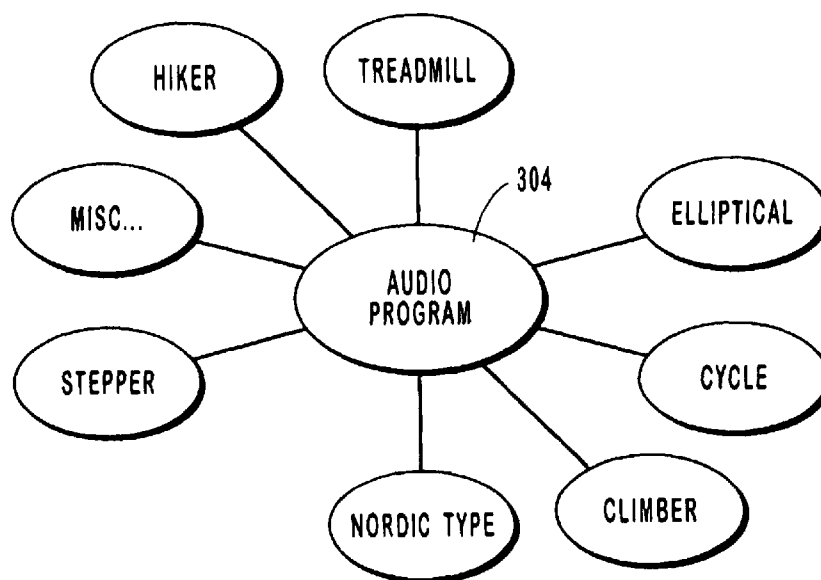 HIKER
TREADMILL
304
MISC...
ELLIPTICAL
AUDIO
PROGRAM
STEPPER
CYCLE
NORDIC TYPE
CLIMBER